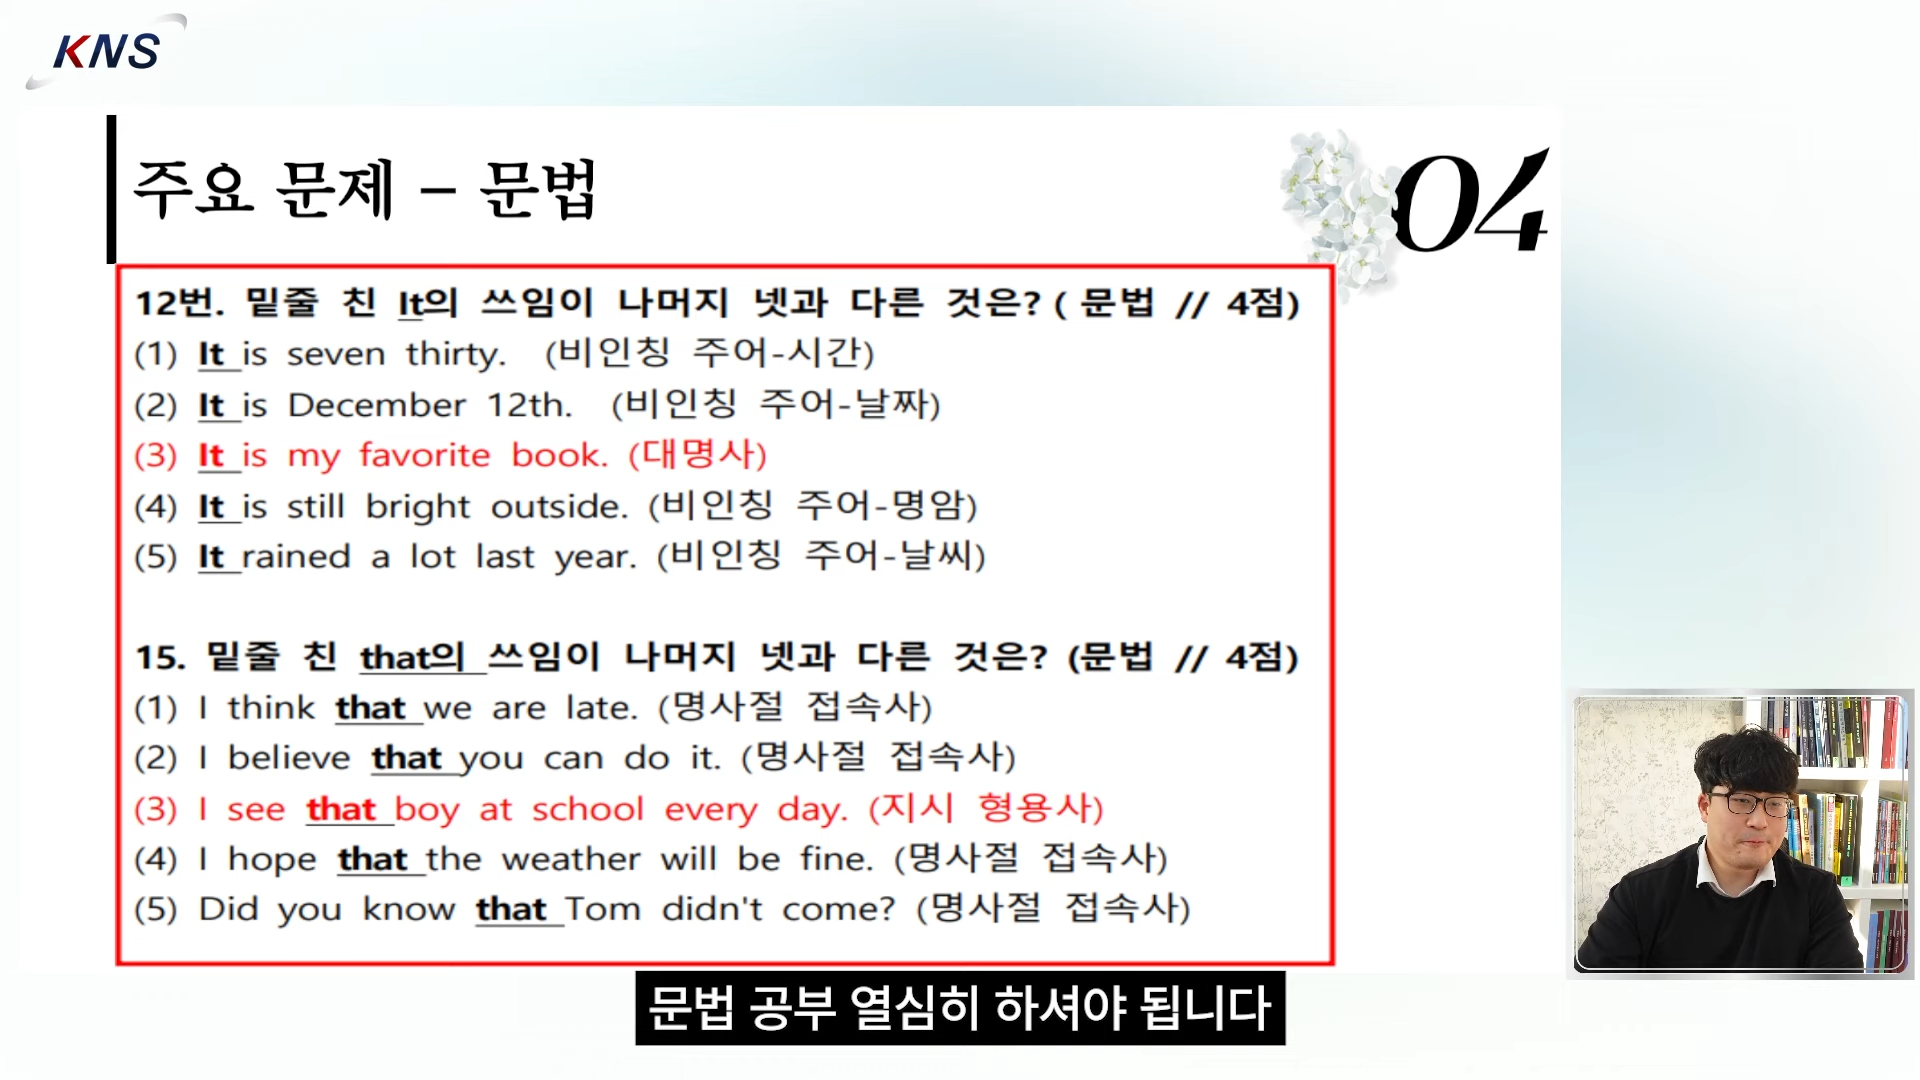 KNS
주요 문제 – 문법
04
12번. 밑줄 친 It의 쓰임이 나머지 넷과 다른 것은? ( 문법 // 4점)
(1) It is seven thirty. (비인칭 주어-시간)
(2) It is December 12th. (비인칭 주어-날짜)
(3) It is my favorite book. (대명사)
(4) It is still bright outside. (비인칭 주어-명암)
(5) It rained a lot last year. (비인칭 주어-날씨)
15. 밑줄 친 that의 쓰임이 나머지 넷과 다른 것은? (문법 // 4점)
(1) I think that we are late. (명사절 접속사)
(2) I believe that you can do it. (명사절 접속사)
(3) I see that boy at school every day. (지시 형용사)
(4) I hope that the weather will be fine. (명사절 접속사)
(5) Did you know that Tom didn't come? (명사절 접속사)
문법 공부 열심히 하셔야 됩니다